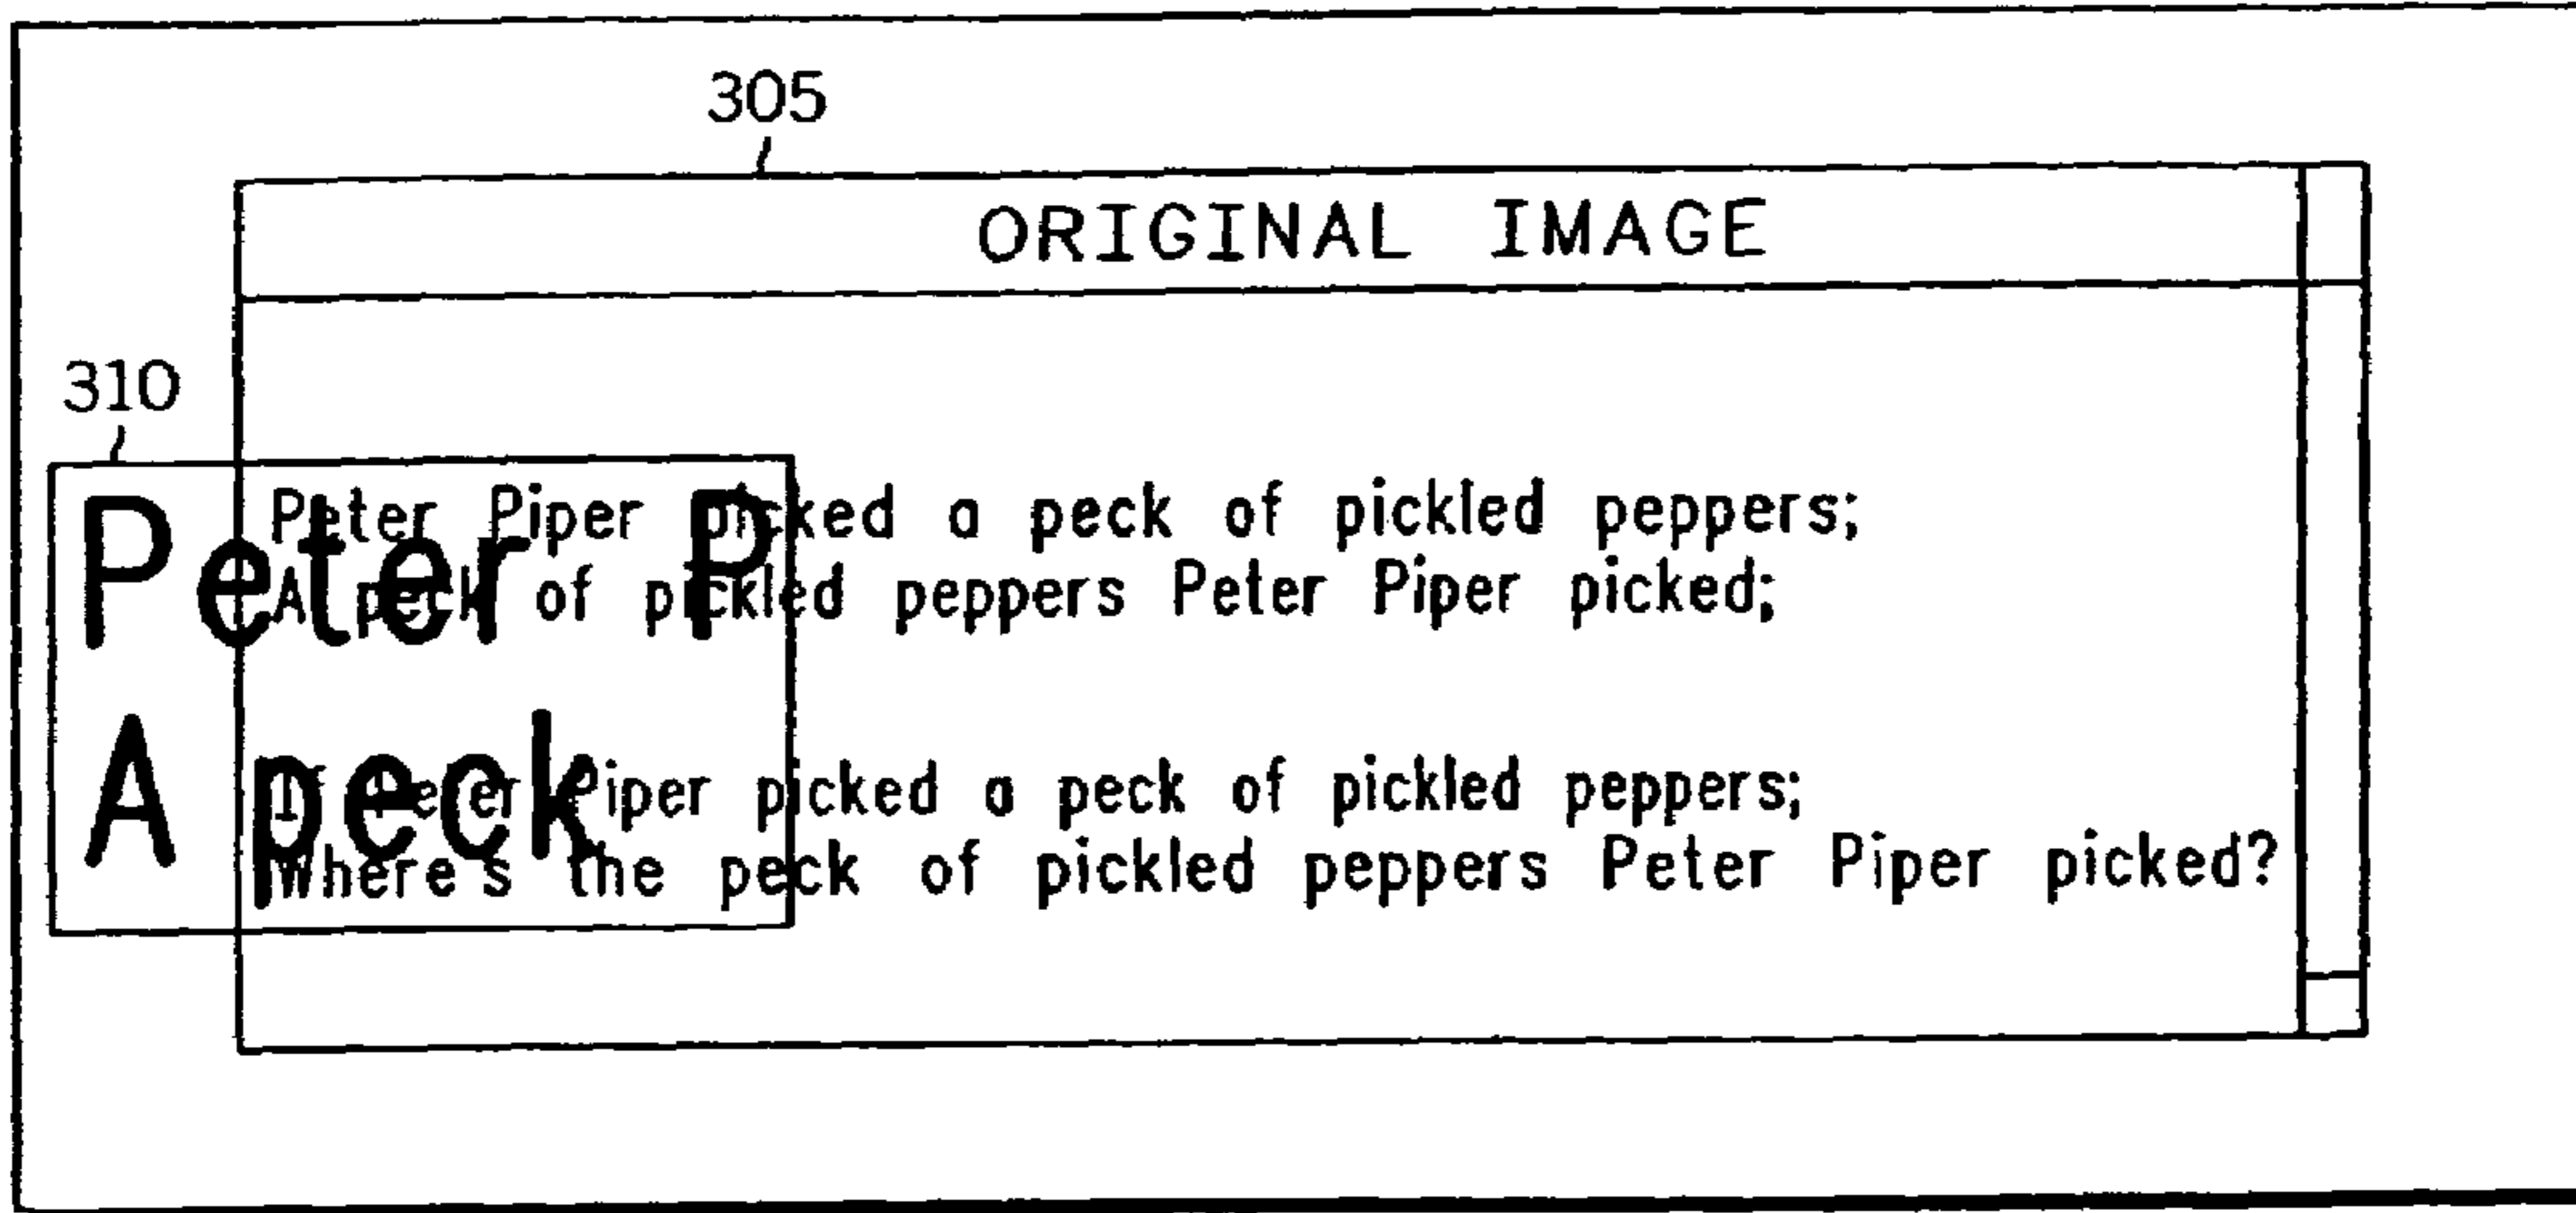 305
ORIGINAL IMAGE
310
Peter Piper picked a peck of pickled peppers;
A peck of pickled peppers Peter Piper picked;
Peter P
A peck
If Peter Piper picked a peck of pickled peppers;
Where's the peck of pickled peppers Peter Piper picked?